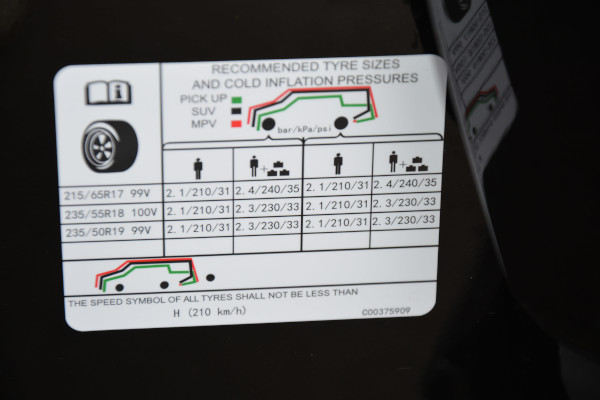 RECOMMENDED TYRE SIZES
AND COLD INFLATION PRESSURES
PICK UP
SUV
MPV
bar/kPa/psi
215/65R17 99V 2.1/210/31 2.4/240/35 2.1/210/31 2.4/240/35
235/55R18 100V 2.1/210/31 2.3/230/33 2.1/210/31 2.3/230/33
235/50R19 99V 2.1/210/31 2.3/230/33 2.1/210/31 2.3/230/33
THE SPEED SYMBOL OF ALL TYRES SHALL NOT BE LESS THAN
H (210 km/h)
C00375909